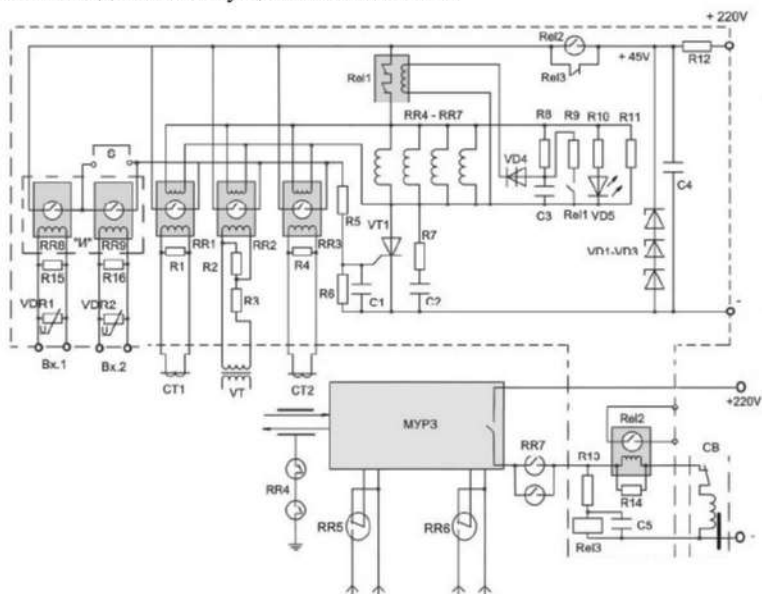 + 220V
Rel2
Rel3
+ 45V
R12
Rel1
RR4 - RR7
R8
R9
R10
R11
VD4
C4
G
R5
VT1
R7
C3
Rel1
VD5
RR8
"И"
RR9
RR1
RR2
RR3
R1
R2
R4
R15
R16
R3
R6
C1
C2
VD1-VD3
VDR1
VDR2
U
U
-
Вх.1
Вх.2
CT1
VT
CT2
МУРЗ
+220V
Rel2
RR7
R13
CB
RR4
R14
RR5
RR6
C5
Rel3
-